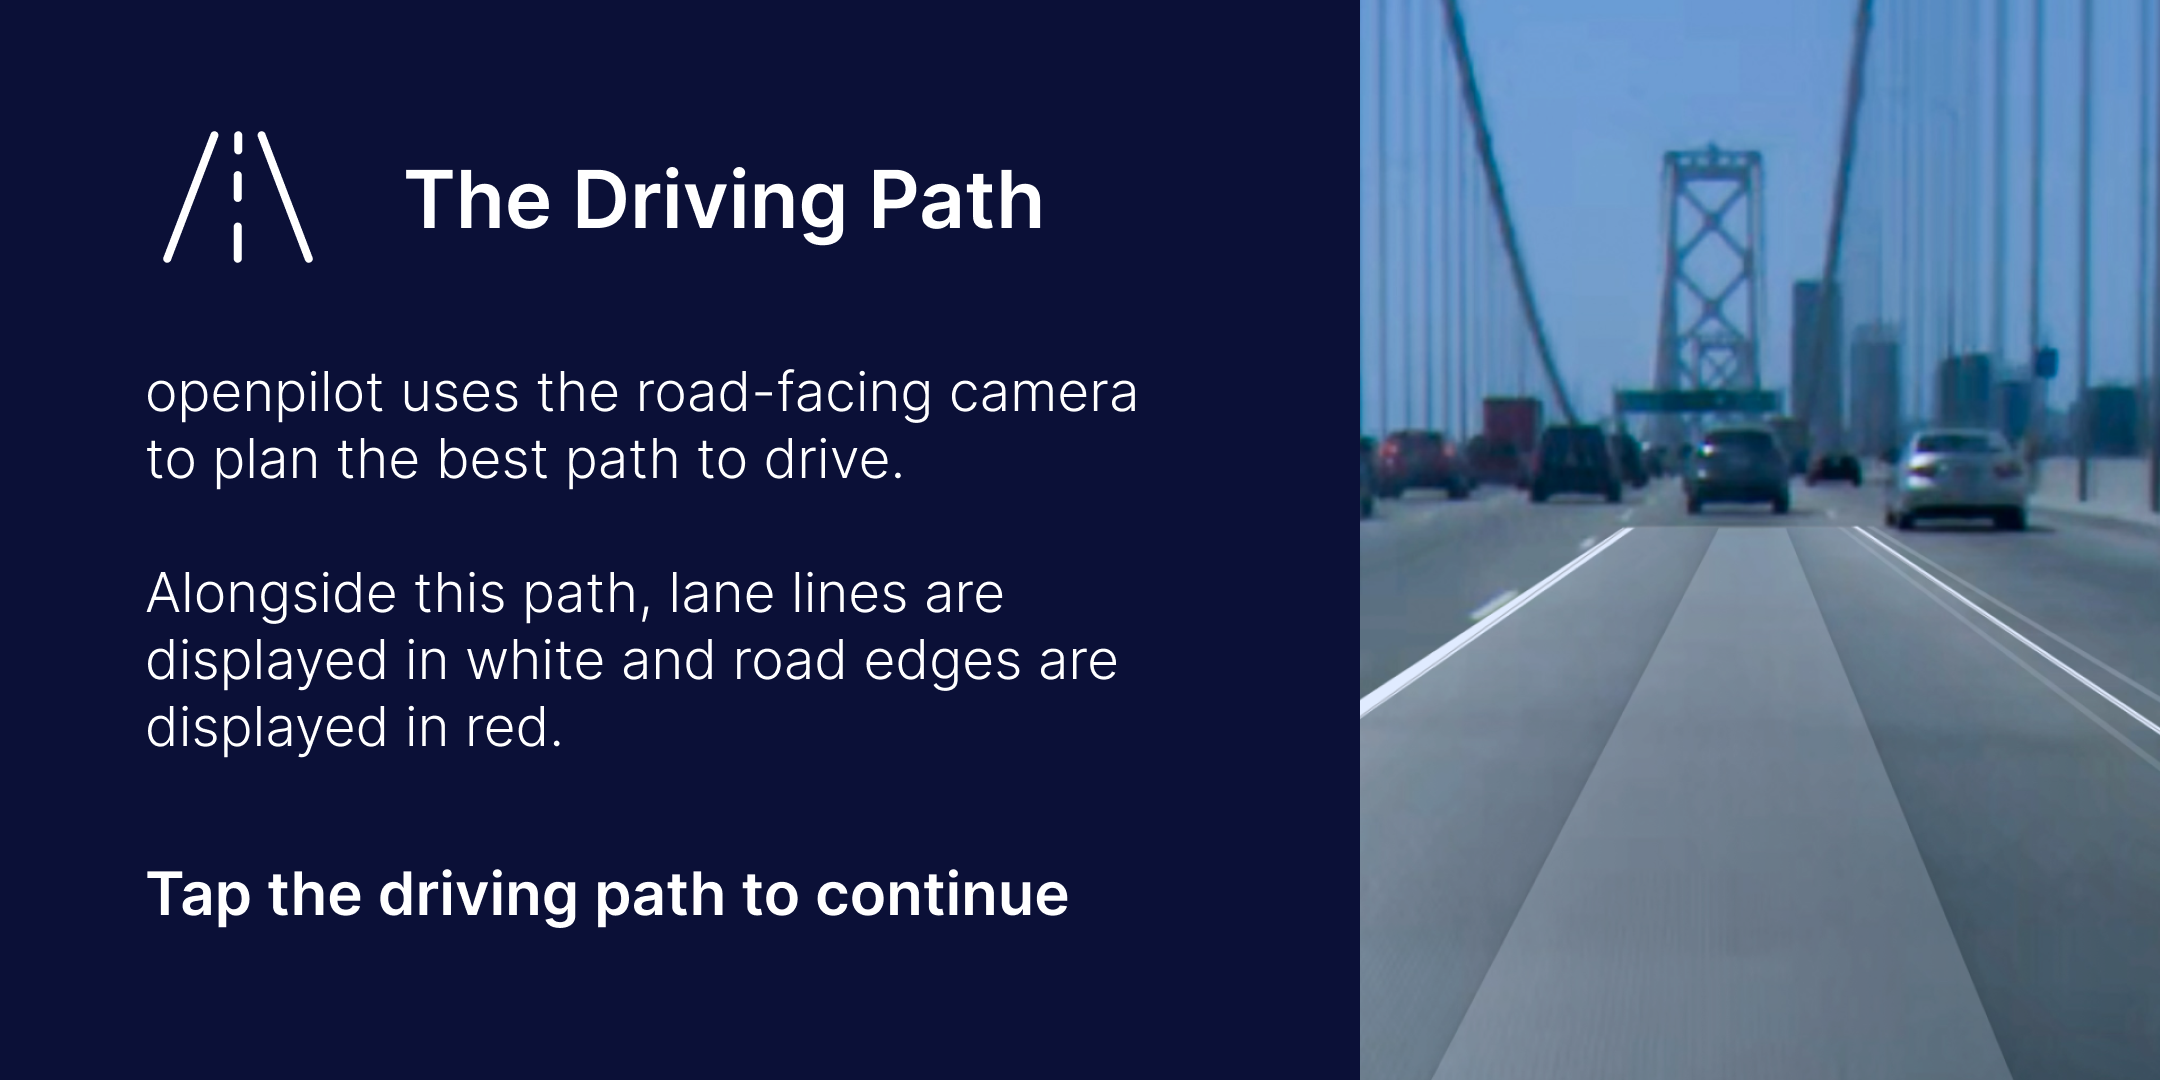 The Driving Path
openpilot uses the road-facing camera
to plan the best path to drive.
Alongside this path, lane lines are
displayed in white and road edges are
displayed in red.
Tap the driving path to continue